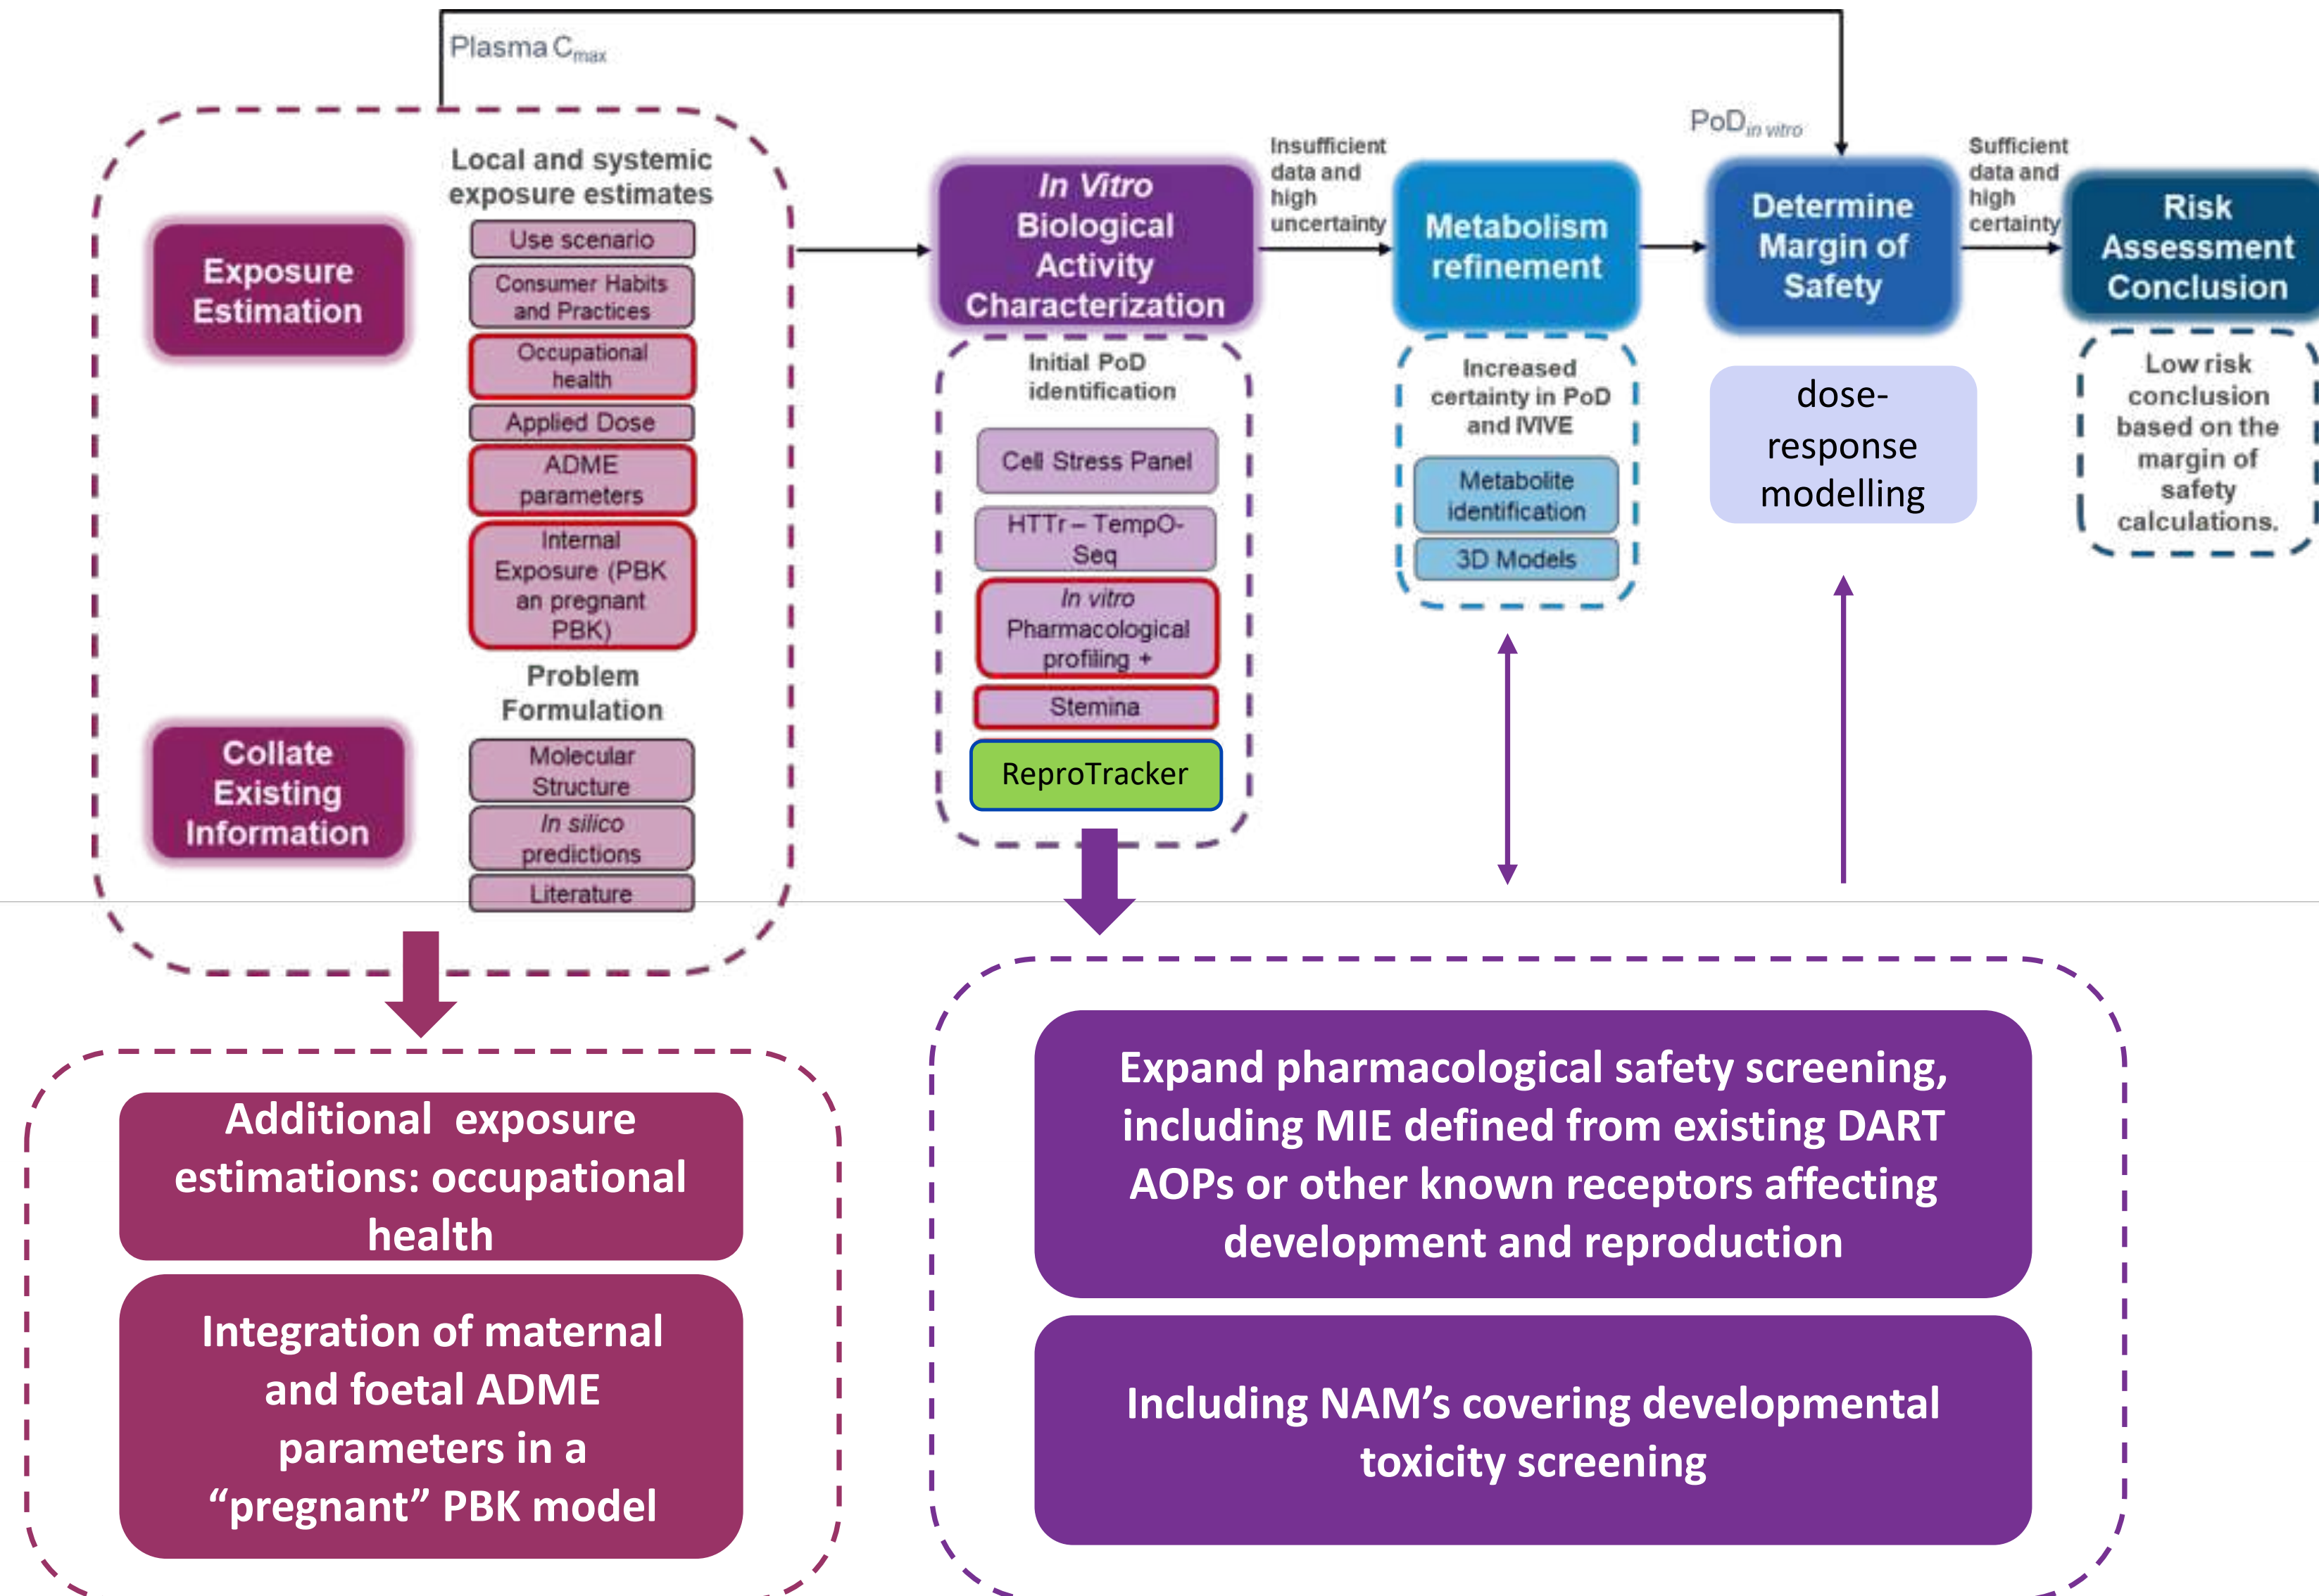 Plasma Cmax
Local and systemic
exposure estimates
Exposure
Estimation
Use scenario
Consumer Habits
and Practices
Occupational
health
Applied Dose
ADME
parameters
Internal
Exposure (PBK
an pregnant
PBK)
Problem
Formulation
Collate
Existing
Information
Molecular
Structure
In silico
predictions
Literature
In Vitro
Biological
Activity
Characterization
Initial PoD
identification
Cell Stress Panel
HTTr – TempO-
Seq
In vitro
Pharmacological
profiling +
Stemina
ReproTracker
Insufficient
data and
high
uncertainty
Metabolism
refinement
Increased
certainty in PoD
and IVIVE
Metabolite
identification
3D Models
PoDin vitro
Determine
Margin of
Safety
dose-
response
modelling
Sufficient
data and
high
certainty
Risk
Assessment
Conclusion
Low risk
conclusion
based on the
margin of
safety
calculations.
Additional exposure
estimations: occupational
health
Integration of maternal
and foetal ADME
parameters in a
“pregnant” PBK model
Expand pharmacological safety screening,
including MIE defined from existing DART
AOPs or other known receptors affecting
development and reproduction
Including NAM’s covering developmental
toxicity screening